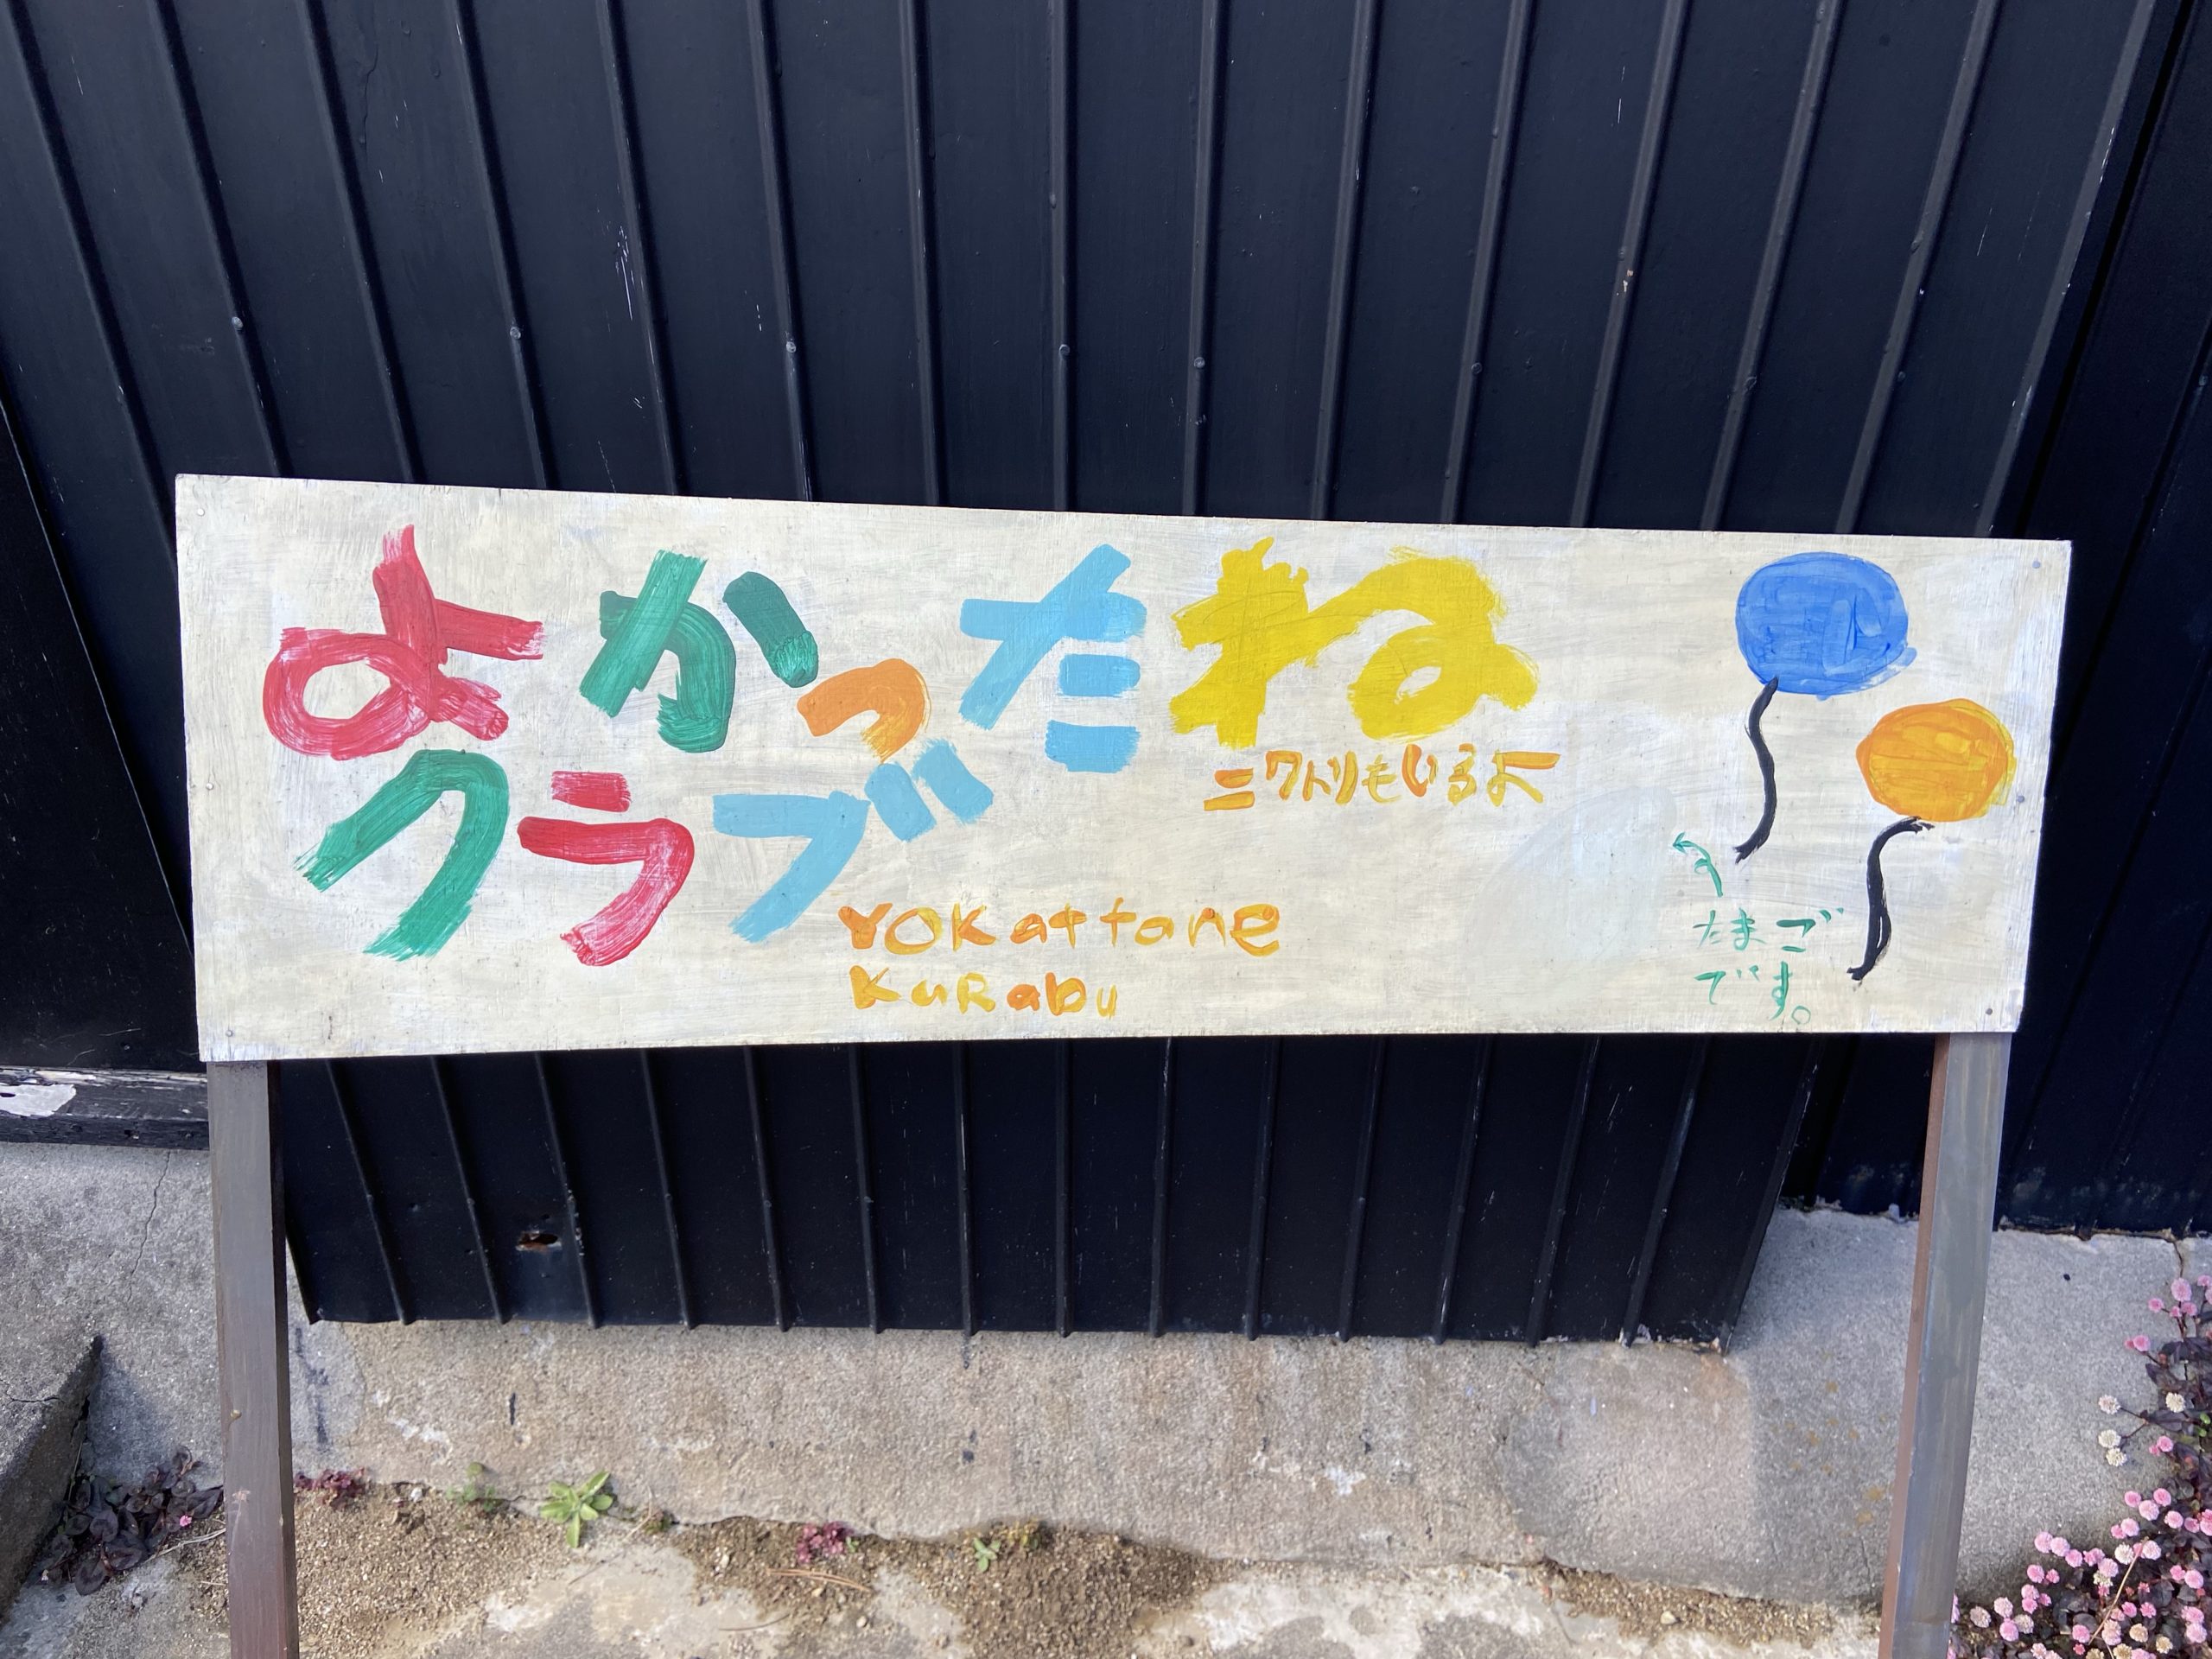 よかったね
ニワトリもいるよ
クラブ
YOKattane
KuRabu
たまご
です。